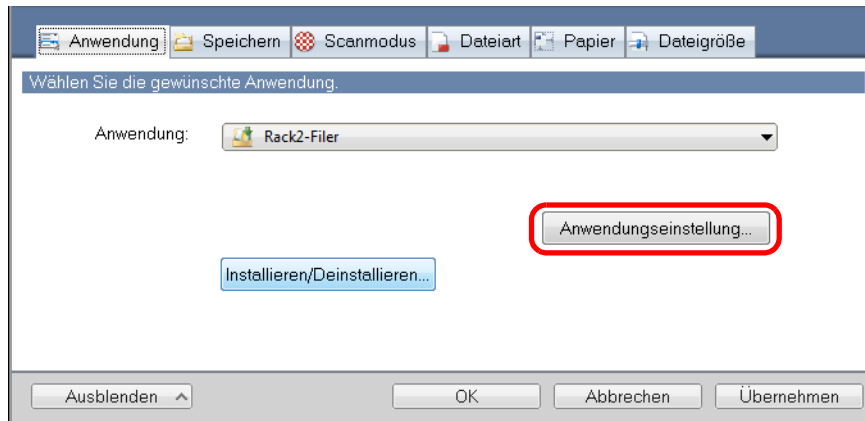 Anwendung Speichern Scanmodus Dateiart Papier Dateigröße
Wählen Sie die gewünschte Anwendung.
Anwendung: Rack2-Filer
Anwendungseinstellung...
Installieren/Deinstallieren...
Ausblenden OK Abbrechen Übernehmen